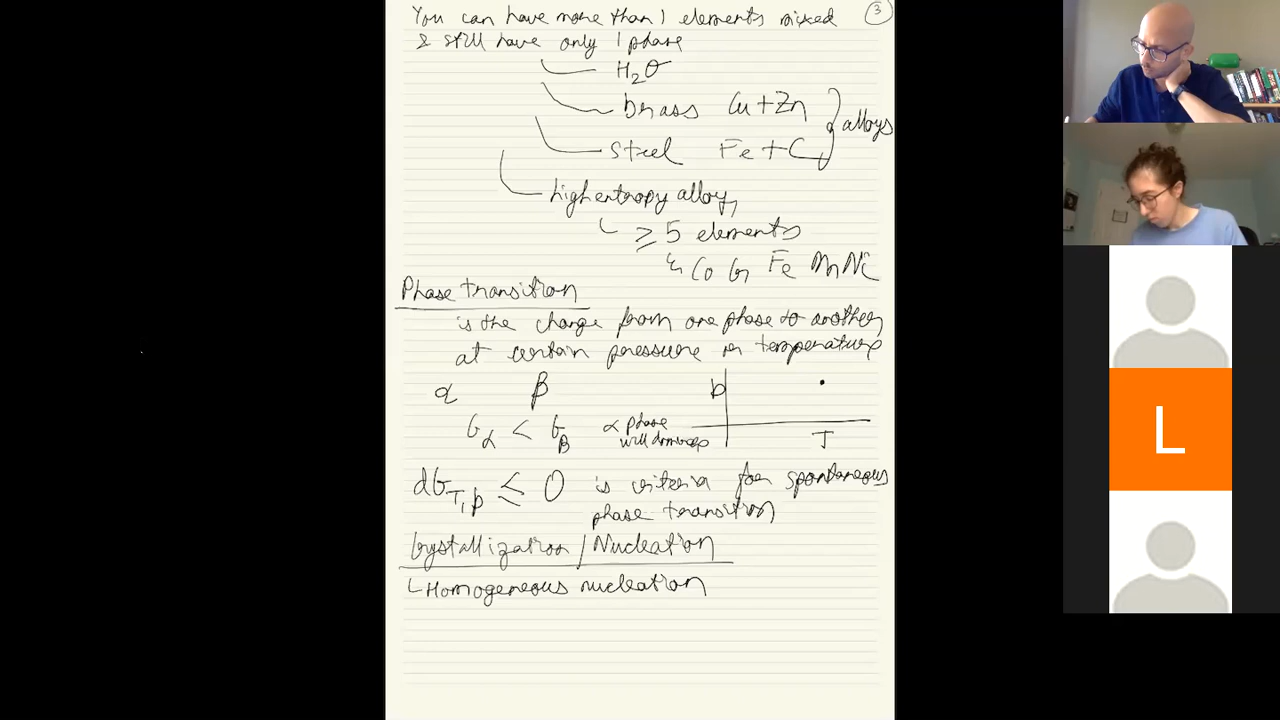 You can have more than 1 elements mixed
3
& still have only 1 phase
H2O
brass Cu+Zn
alloys
steel Fe+C
high entropy alloy
≥5 elements
Co Cr Fe Mn Ni
Phase transition
is the change from one phase to another
at certain pressure or temperature
α β p
Gα < Gβ α phase
will T
dG_T,p ≤ 0 is criteria for spontaneous
phase transition
Crystallization / Nucleation
Homogeneous nucleation
L